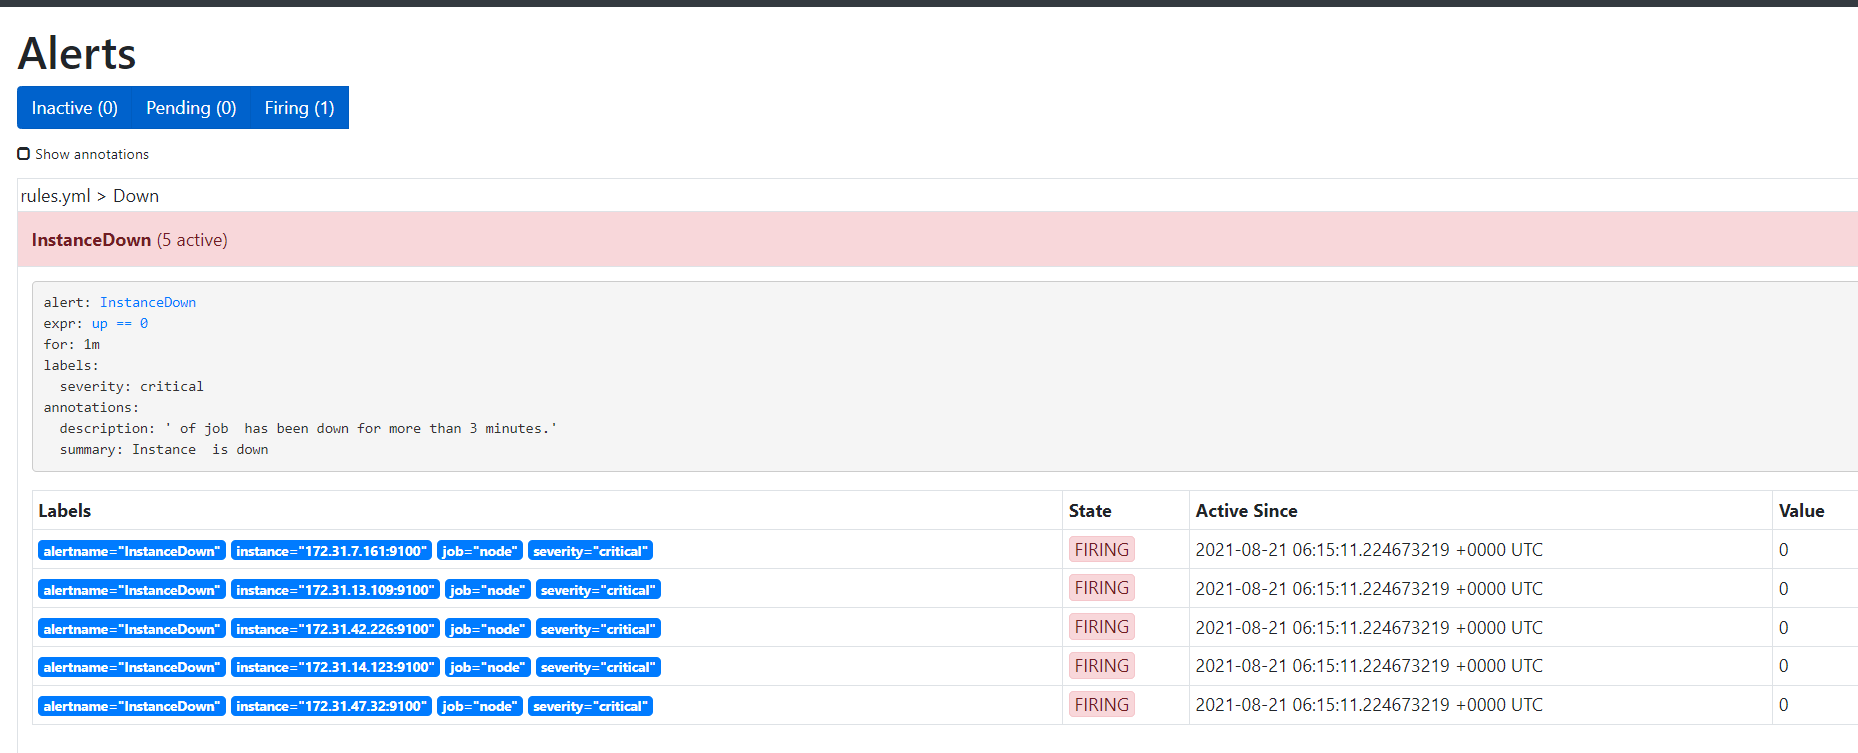 Alerts
Inactive (0) Pending (0) Firing (1)
Show annotations
rules.yml > Down
InstanceDown (5 active)
alert: InstanceDown
expr: up == 0
for: 1m
labels:
  severity: critical
annotations:
  description: ' of job  has been down for more than 3 minutes.'
  summary: Instance  is down
Labels State Active Since Value
alertname="InstanceDown" instance="172.31.7.161:9100" job="node" severity="critical" FIRING 2021-08-21 06:15:11.224673219 +0000 UTC 0
alertname="InstanceDown" instance="172.31.13.109:9100" job="node" severity="critical" FIRING 2021-08-21 06:15:11.224673219 +0000 UTC 0
alertname="InstanceDown" instance="172.31.42.226:9100" job="node" severity="critical" FIRING 2021-08-21 06:15:11.224673219 +0000 UTC 0
alertname="InstanceDown" instance="172.31.14.123:9100" job="node" severity="critical" FIRING 2021-08-21 06:15:11.224673219 +0000 UTC 0
alertname="InstanceDown" instance="172.31.47.32:9100" job="node" severity="critical" FIRING 2021-08-21 06:15:11.224673219 +0000 UTC 0